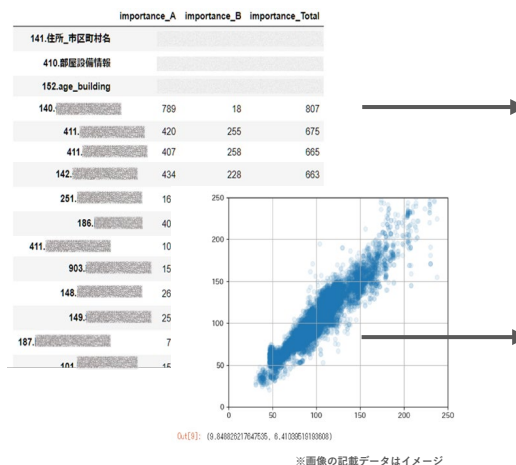 importance_A importance_B importance_Total
141.住所_市区町村名
410.部屋設備情報
152.age_building
140. 789 18 807
411. 420 255 675
411. 407 258 665
142. 434 228 663
251. 16
186. 40
411. 10
903. 15
148. 26
149. 25
187. 7
101. 15
250
200
150
100
50
0
0 50 100 150 200 250
Out[9]: (9.848826217647535, 6.41039519193608)
※画像の記載データはイメージ